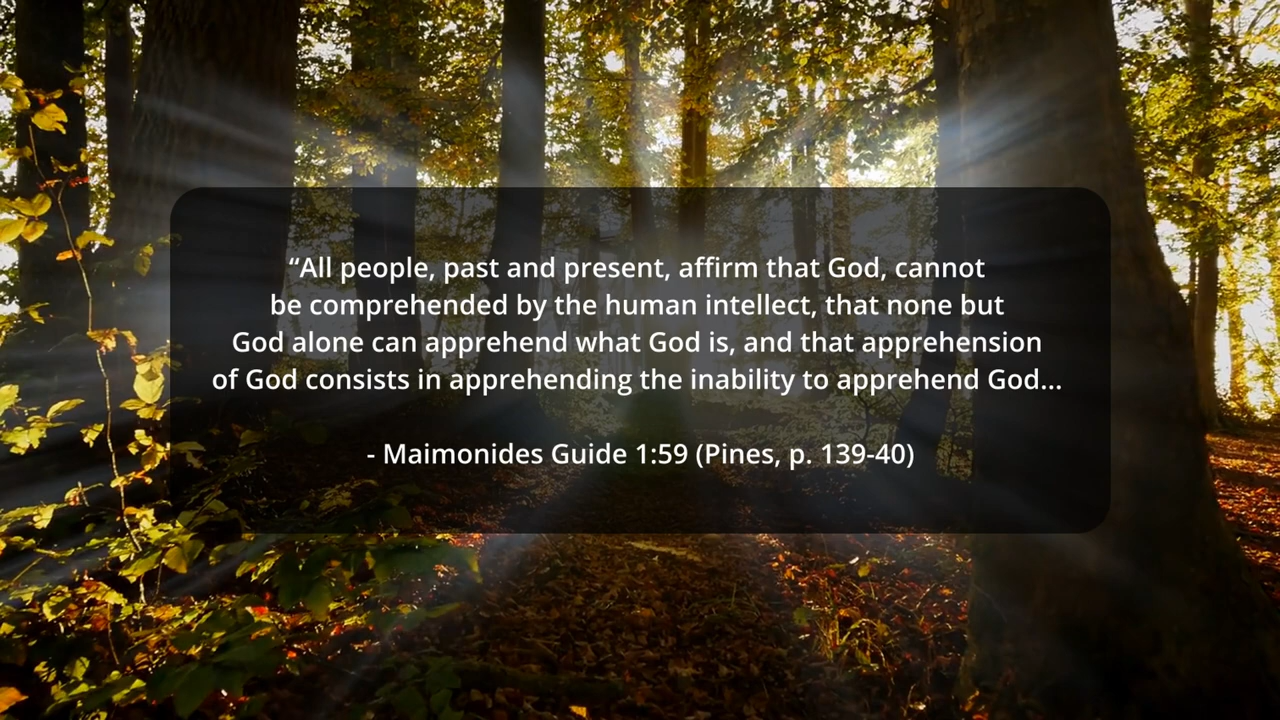 “All people, past and present, affirm that God, cannot
be comprehended by the human intellect, that none but
God alone can apprehend what God is, and that apprehension
of God consists in apprehending the inability to apprehend God...
- Maimonides Guide 1:59 (Pines, p. 139-40)